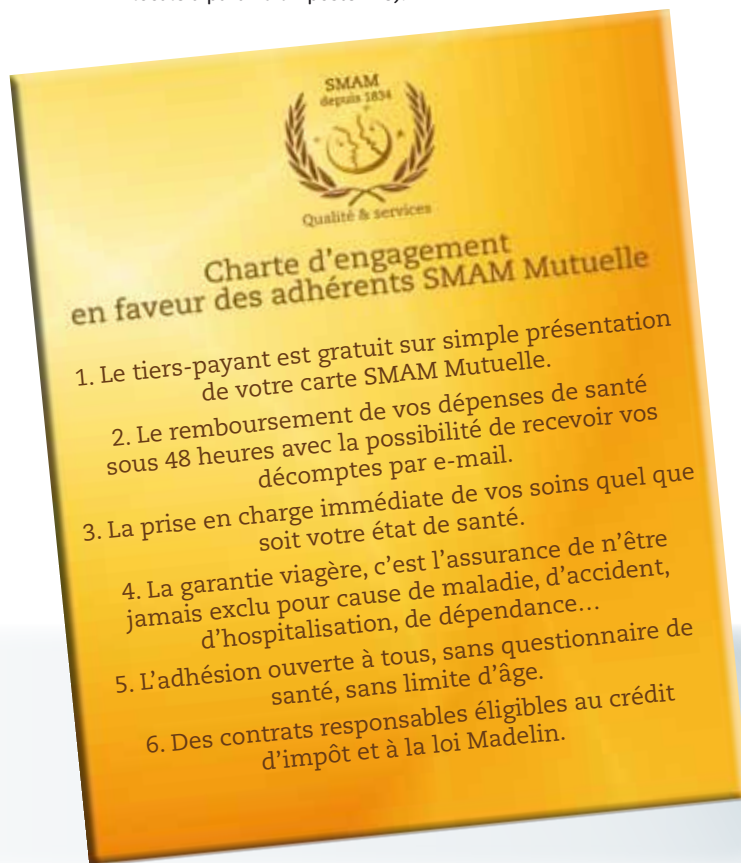 SMAM
depuis 1834
Qualité & services
Charte d'engagement
en faveur des adhérents SMAM Mutuelle
1. Le tiers-payant est gratuit sur simple présentation
de votre carte SMAM Mutuelle.
2. Le remboursement de vos dépenses de santé
sous 48 heures avec la possibilité de recevoir vos
décomptes par e-mail.
3. La prise en charge immédiate de vos soins quel que
soit votre état de santé.
4. La garantie viagère, c'est l'assurance de n'être
jamais exclu pour cause de maladie, d'accident,
d'hospitalisation, de dépendance…
5. L'adhésion ouverte à tous, sans questionnaire de
santé, sans limite d'âge.
6. Des contrats responsables éligibles au crédit
d'impôt et à la loi Madelin.